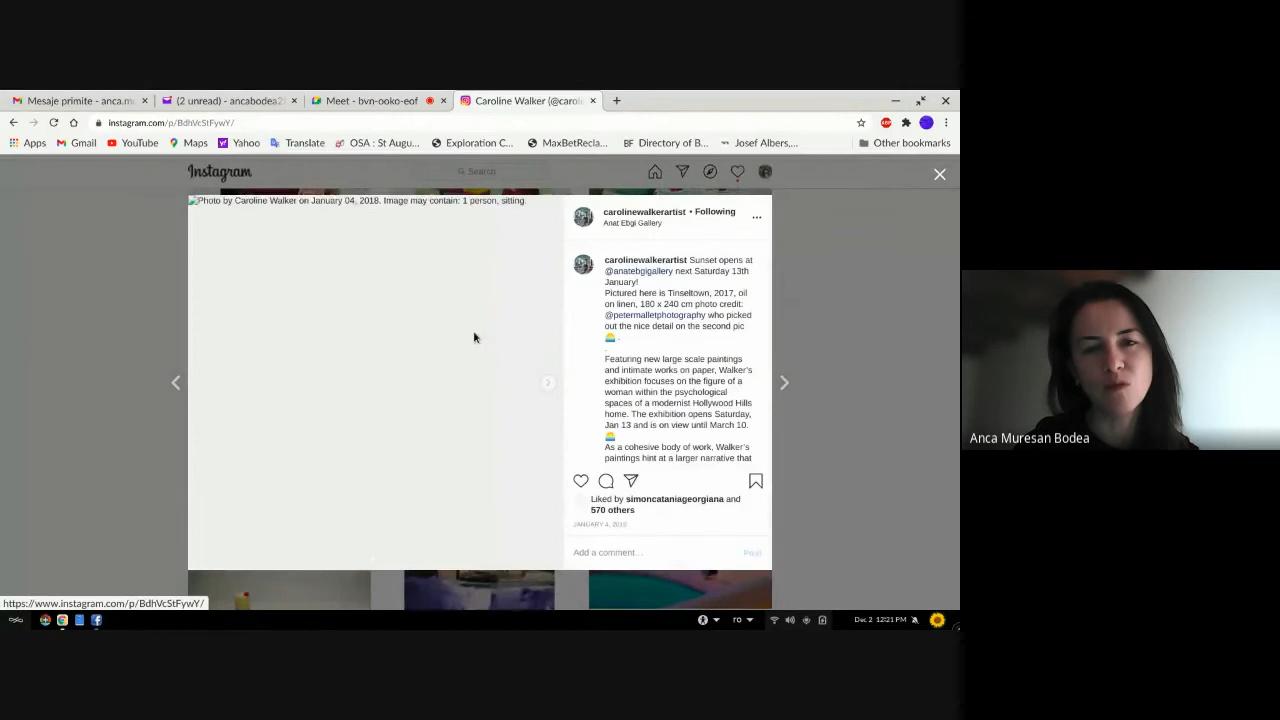 Mesaje primite - anca.m
(2 unread) - ancabodea2
Meet - bvn-ooko-eof
Caroline Walker (@carol
instagram.com/p/BdhVcStFywY/
Apps
Gmail
YouTube
Maps
Yahoo
Translate
OSA : St Augu...
Exploration C...
MaxBetRecla...
BF Directory of B...
Josef Albers,...
Other bookmarks
Instagram
Search
Photo by Caroline Walker on January 04, 2018. Image may contain: 1 person, sitting.
carolinewalkerartist • Following
Anat Ebgi Gallery
carolinewalkerartist Sunset opens at
@anatebgigallery next Saturday 13th
January!
Pictured here is Tinseltown, 2017, oil
on linen, 180 x 240 cm photo credit:
@petermalletphotography who picked
out the nice detail on the second pic
🌅 .
.
Featuring new large scale paintings
and intimate works on paper, Walker's
exhibition focuses on the figure of a
woman within the psychological
spaces of a modernist Hollywood Hills
home. The exhibition opens Saturday,
Jan 13 and is on view until March 10.
🌅
As a cohesive body of work, Walker's
paintings hint at a larger narrative that
Liked by simoncataniageorgiana and
570 others
JANUARY 4, 2018
Add a comment...
Post
https://www.instagram.com/p/BdhVcStFywY/
ro
Dec 2 12:21 PM
Anca Muresan Bodea